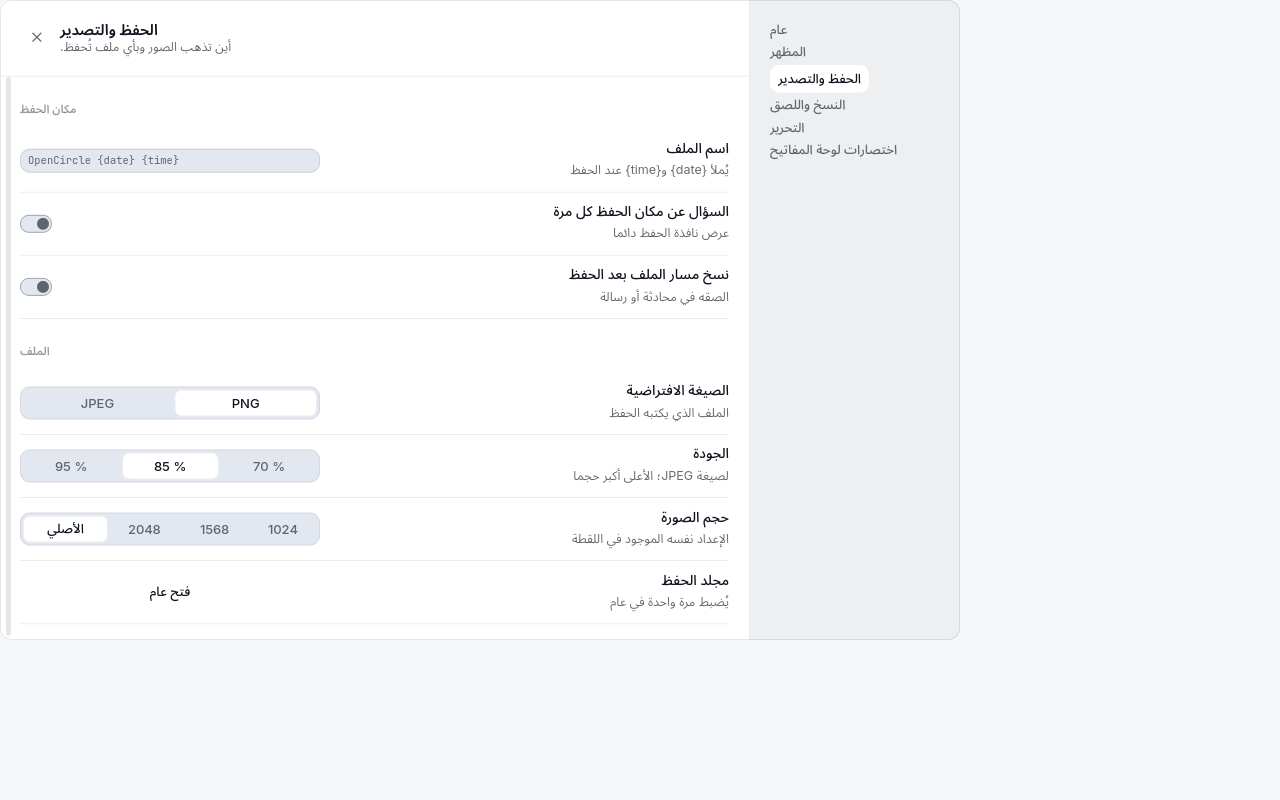 عام
المظهر
الحفظ والتصدير
النسخ واللصق
التحرير
اختصارات لوحة المفاتيح
الحفظ والتصدير
أين تذهب الصور وبأي ملف تُحفظ.
مكان الحفظ
اسم الملف
يُملأ {date} و{time} عند الحفظ
OpenCircle {date} {time}
السؤال عن مكان الحفظ كل مرة
عرض نافذة الحفظ دائما
نسخ مسار الملف بعد الحفظ
الصقه في محادثة أو رسالة
الملف
الصيغة الافتراضية
الملف الذي يكتبه الحفظ
PNG JPEG
الجودة
لصيغة JPEG؛ الأعلى أكبر حجما
70 % 85 % 95 %
حجم الصورة
الإعداد نفسه الموجود في اللقطة
1024 1568 2048 الأصلي
مجلد الحفظ
يُضبط مرة واحدة في عام
فتح عام